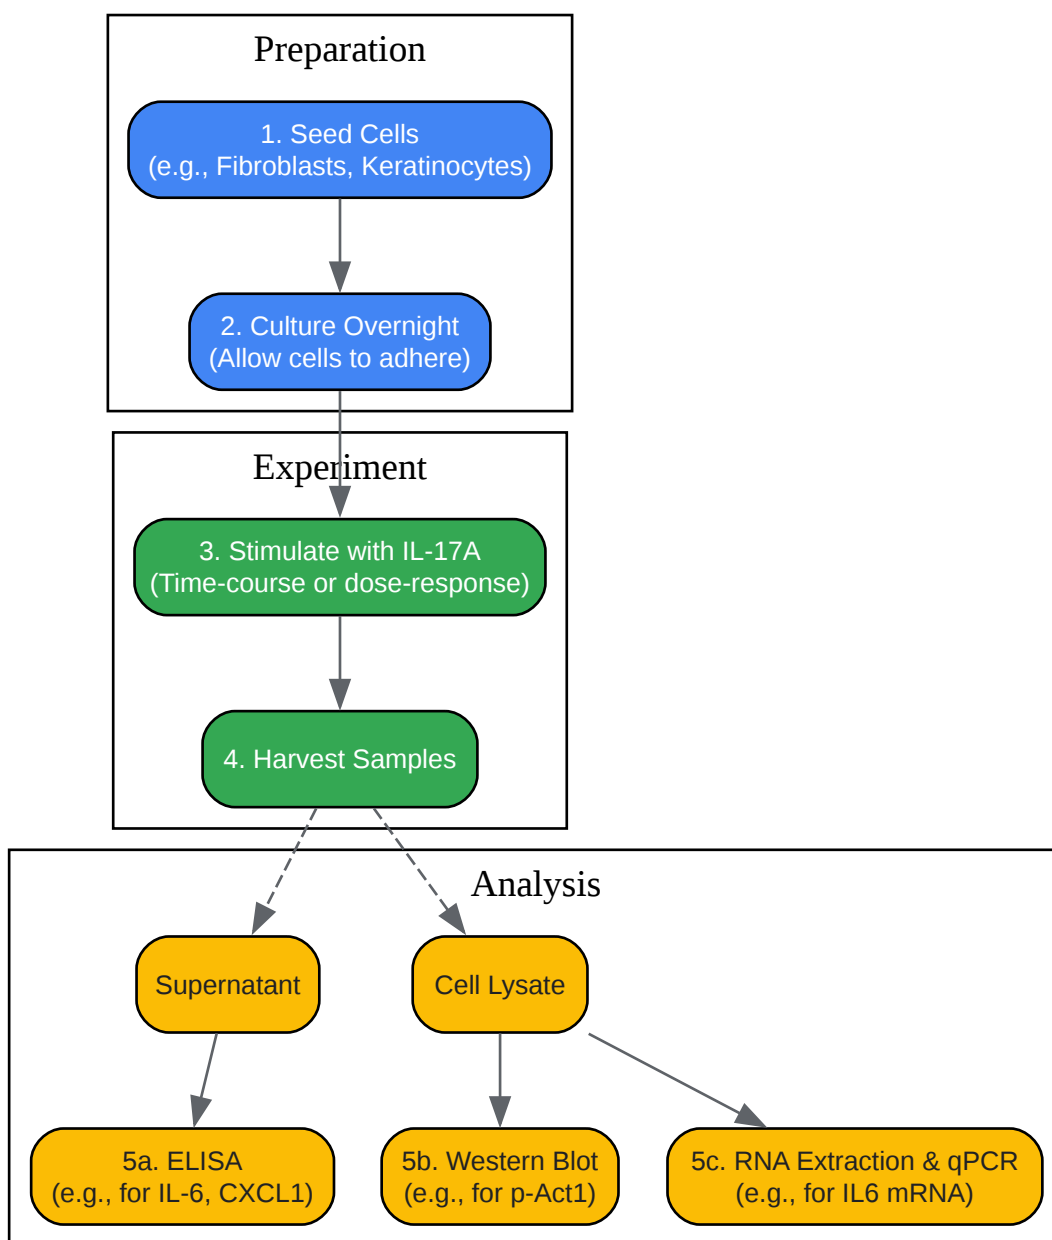 Preparation
1. Seed Cells
(e.g., Fibroblasts, Keratinocytes)
2. Culture Overnight
(Allow cells to adhere)
Experiment
3. Stimulate with IL-17A
(Time-course or dose-response)
4. Harvest Samples
Analysis
Supernatant
Cell Lysate
5a. ELISA
(e.g., for IL-6, CXCL1)
5b. Western Blot
(e.g., for p-Act1)
5c. RNA Extraction & qPCR
(e.g., for IL6 mRNA)